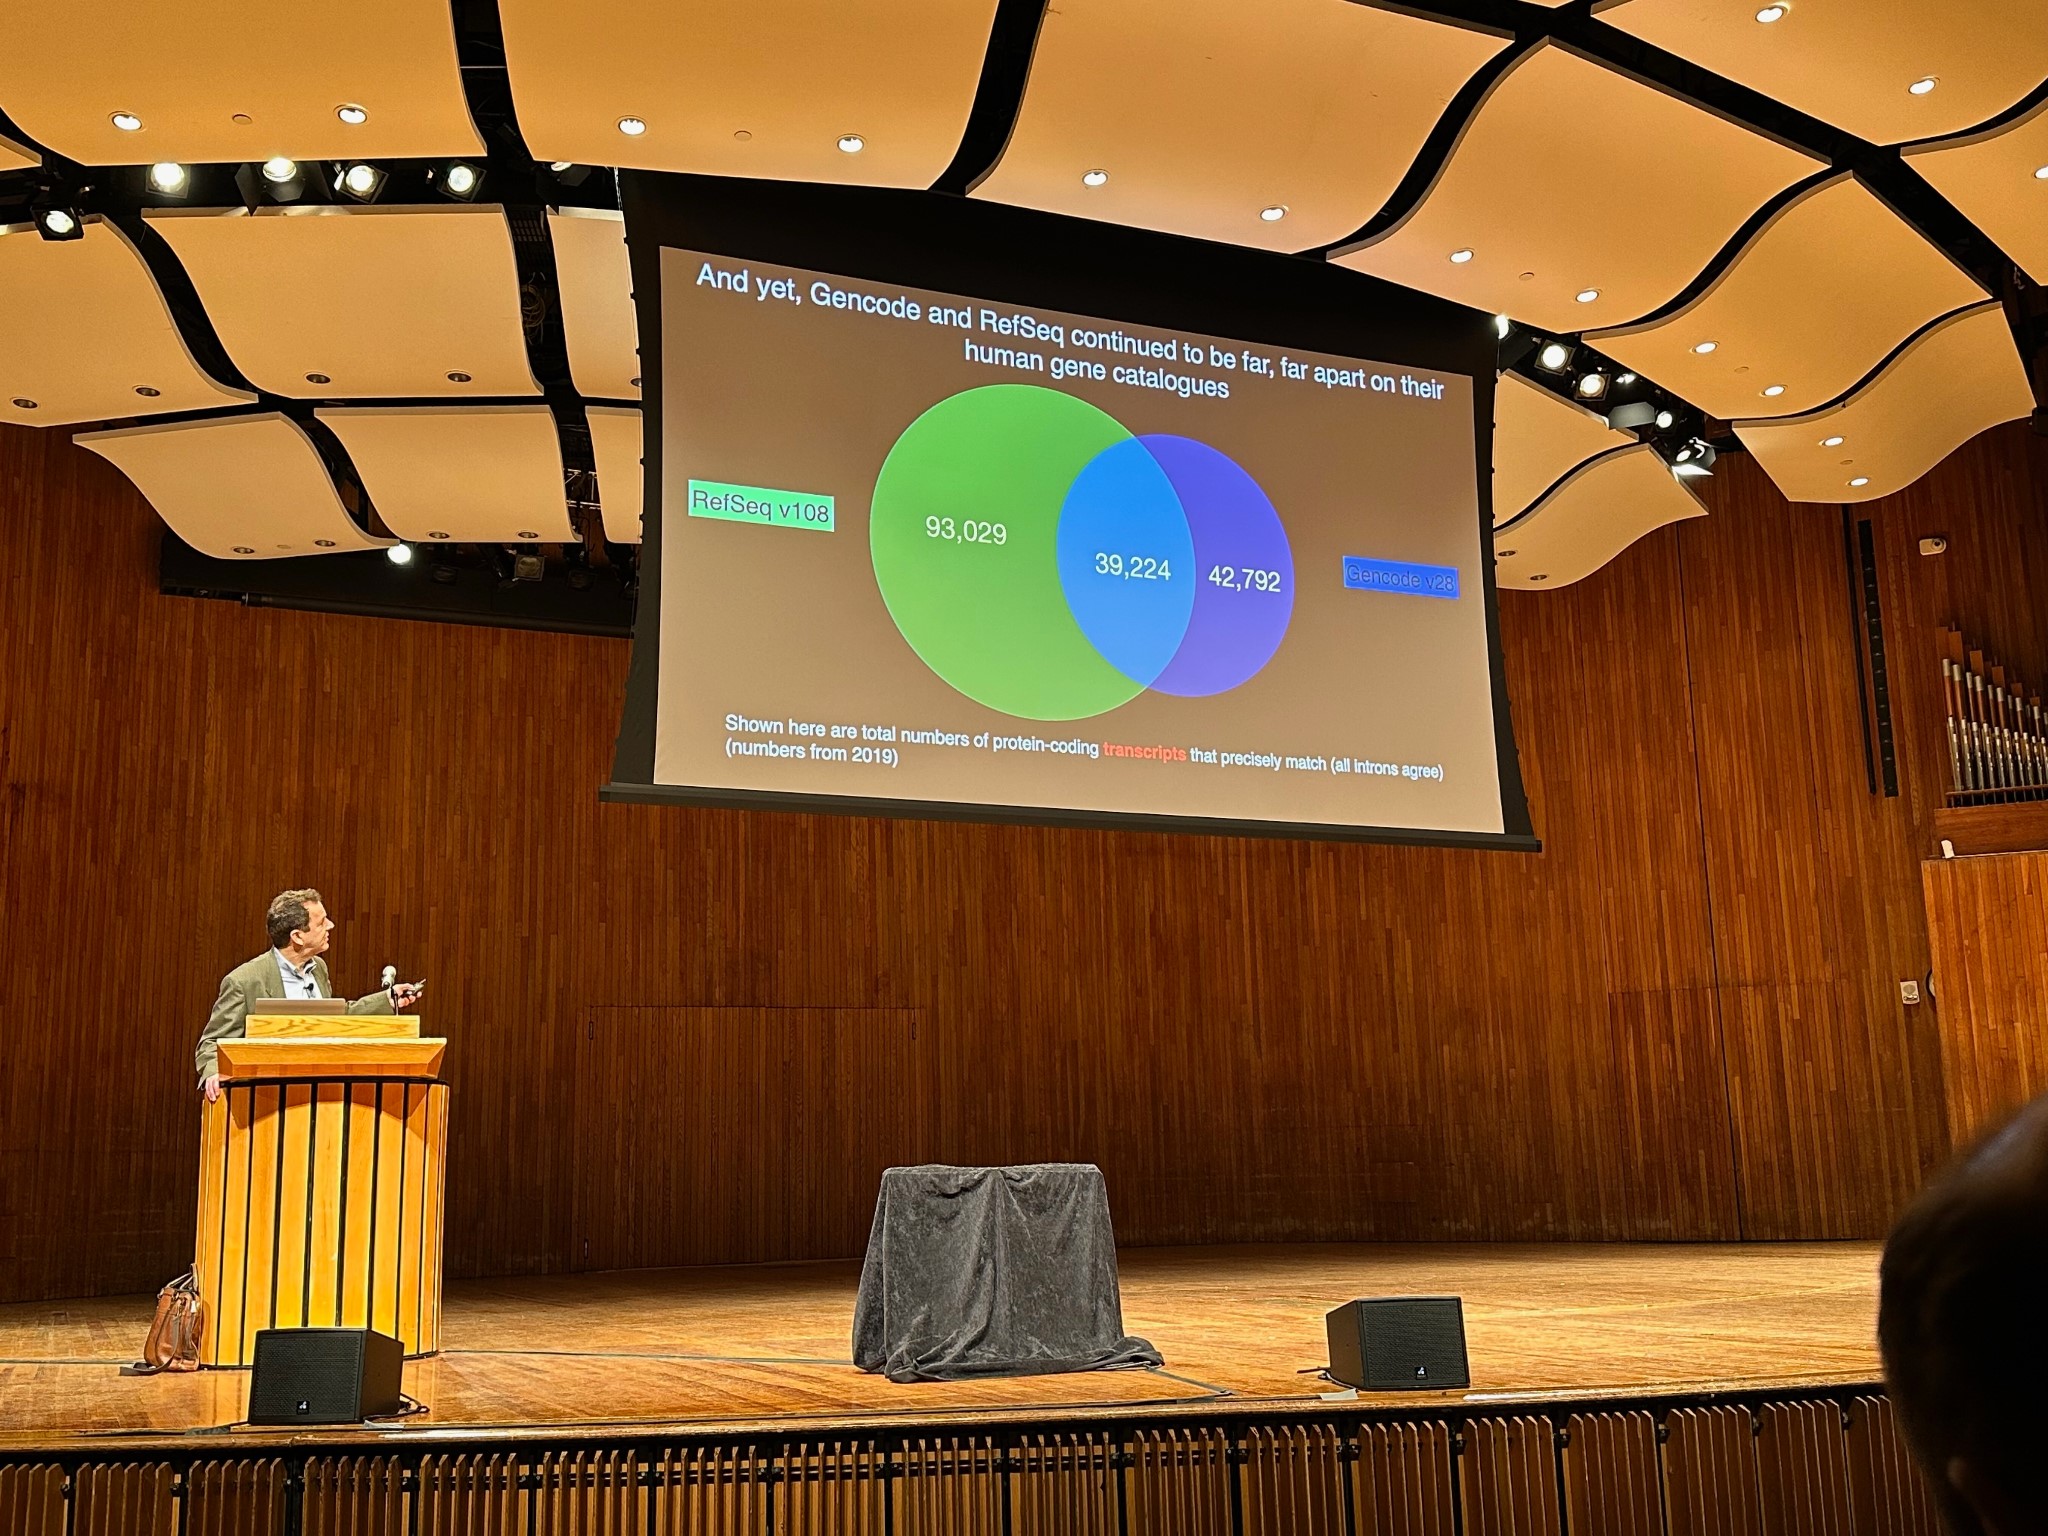 And yet, Gencode and RefSeq continued to be far, far apart on their
human gene catalogues
RefSeq v108
93,029
39,224
42,792
Gencode v28
Shown here are total numbers of protein-coding transcripts that precisely match (all introns agree)
(numbers from 2019)